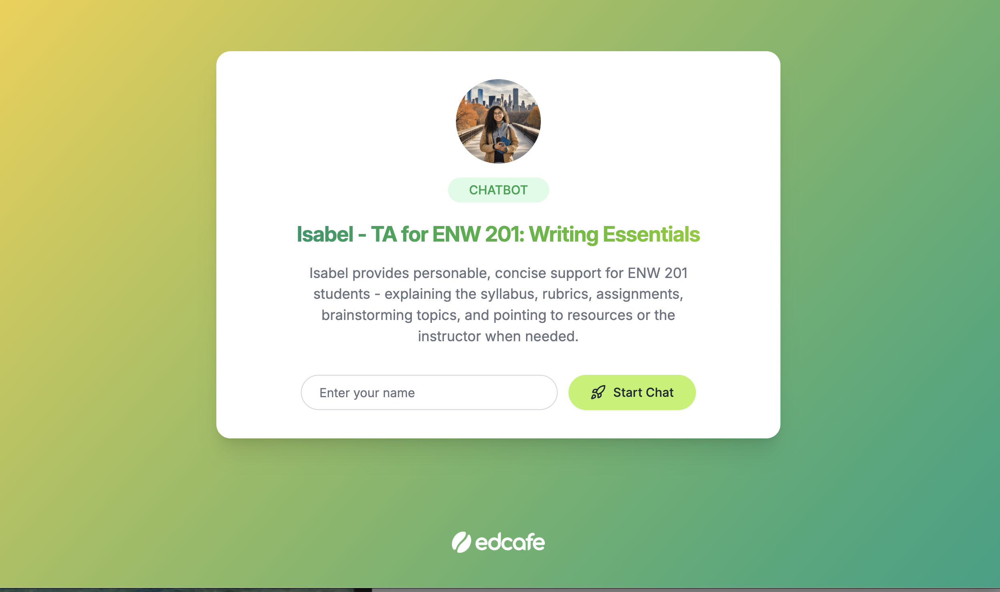 CHATBOT
Isabel - TA for ENW 201: Writing Essentials
Isabel provides personable, concise support for ENW 201
students - explaining the syllabus, rubrics, assignments,
brainstorming topics, and pointing to resources or the
instructor when needed.
Enter your name
Start Chat
edcafe